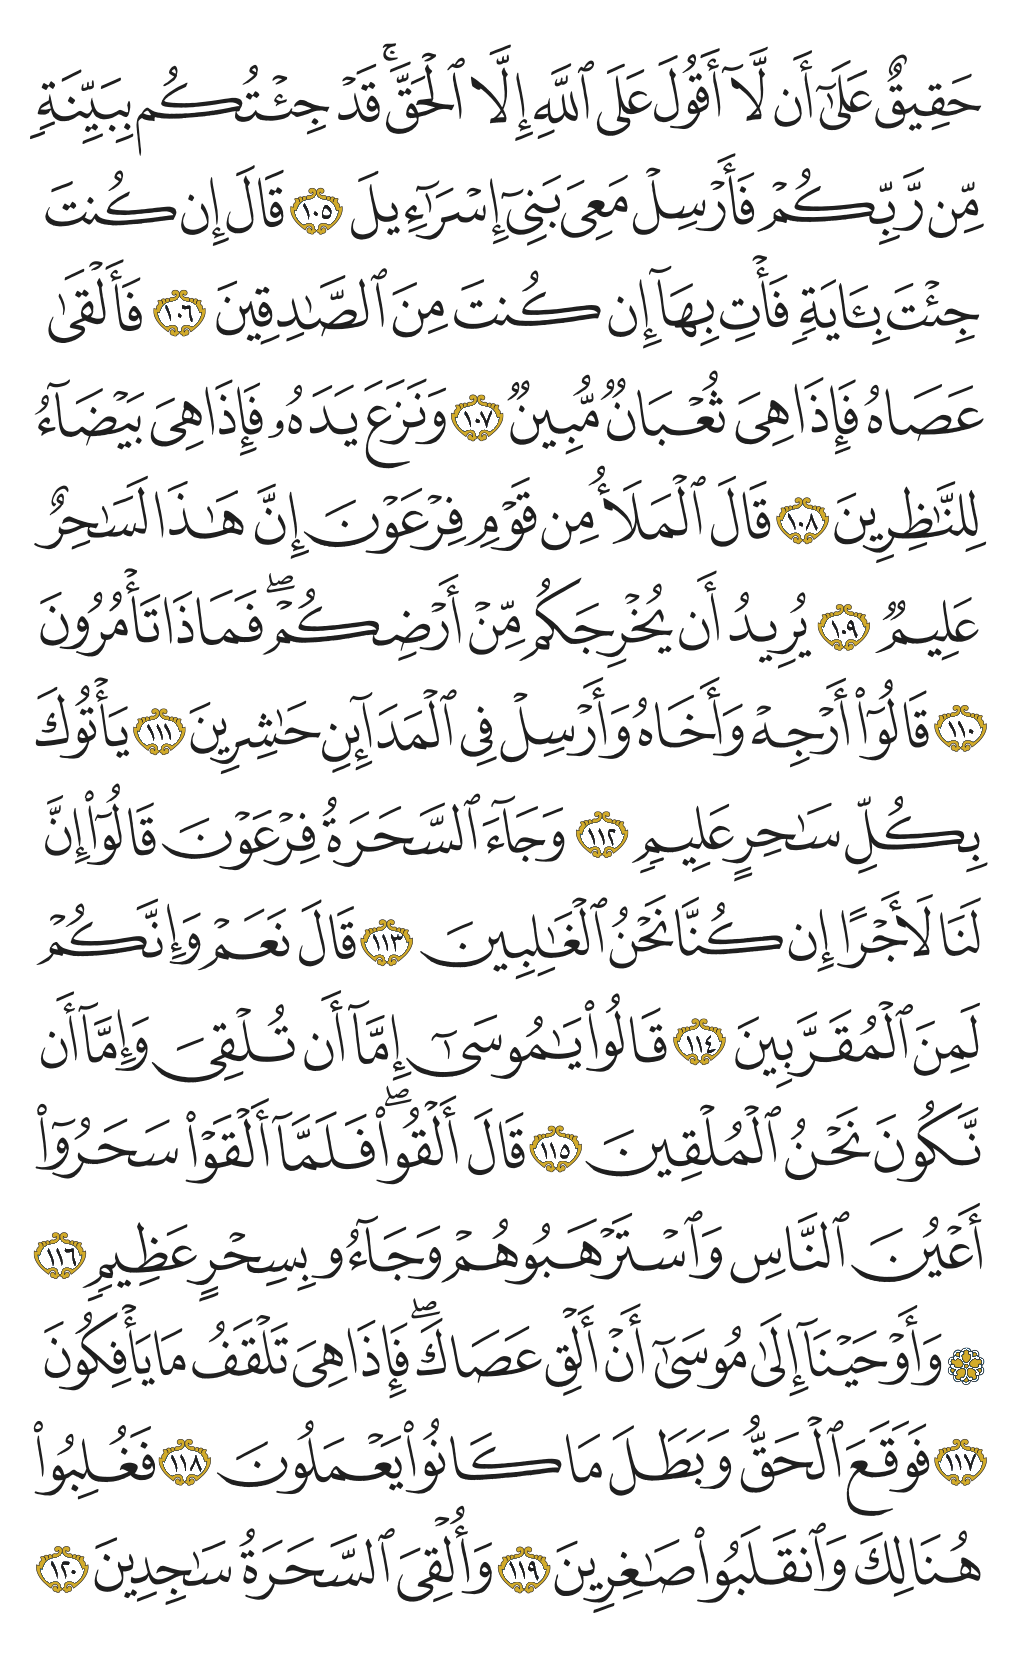 حَقِيقٌ عَلَىٰٓ أَن لَّآ أَقُولَ عَلَى ٱللَّهِ إِلَّا ٱلْحَقَّ ۚ قَدْ جِئْتُكُم بِبَيِّنَةٍ
مِّن رَّبِّكُمْ فَأَرْسِلْ مَعِىَ بَنِىٓ إِسْرَٰٓءِيلَ ١٠٥ قَالَ إِن كُنتَ
جِئْتَ بِـَٔايَةٍ فَأْتِ بِهَآ إِن كُنتَ مِنَ ٱلصَّـٰدِقِينَ ١٠٦ فَأَلْقَىٰ
عَصَاهُ فَإِذَا هِىَ ثُعْبَانٌ مُّبِينٌ ١٠٧ وَنَزَعَ يَدَهُۥ فَإِذَا هِىَ بَيْضَآءُ
لِلنَّـٰظِرِينَ ١٠٨ قَالَ ٱلْمَلَأُ مِن قَوْمِ فِرْعَوْنَ إِنَّ هَـٰذَا لَسَـٰحِرٌ
عَلِيمٌ ١٠٩ يُرِيدُ أَن يُخْرِجَكُم مِّنْ أَرْضِكُمْ ۖ فَمَاذَا تَأْمُرُونَ
١١٠ قَالُوٓا۟ أَرْجِهْ وَأَخَاهُ وَأَرْسِلْ فِى ٱلْمَدَآئِنِ حَـٰشِرِينَ ١١١ يَأْتُوكَ
بِكُلِّ سَـٰحِرٍ عَلِيمٍ ١١٢ وَجَآءَ ٱلسَّحَرَةُ فِرْعَوْنَ قَالُوٓا۟ إِنَّ
لَنَا لَأَجْرًا إِن كُنَّا نَحْنُ ٱلْغَـٰلِبِينَ ١١٣ قَالَ نَعَمْ وَإِنَّكُمْ
لَمِنَ ٱلْمُقَرَّبِينَ ١١٤ قَالُوا۟ يَـٰمُوسَىٰٓ إِمَّآ أَن تُلْقِىَ وَإِمَّآ أَن
نَّكُونَ نَحْنُ ٱلْمُلْقِينَ ١١٥ قَالَ أَلْقُوا۟ ۖ فَلَمَّآ أَلْقَوْا۟ سَحَرُوٓا۟
أَعْيُنَ ٱلنَّاسِ وَٱسْتَرْهَبُوهُمْ وَجَآءُو بِسِحْرٍ عَظِيمٍ ١١٦
۞ وَأَوْحَيْنَآ إِلَىٰ مُوسَىٰٓ أَنْ أَلْقِ عَصَاكَ ۖ فَإِذَا هِىَ تَلْقَفُ مَا يَأْفِكُونَ
١١٧ فَوَقَعَ ٱلْحَقُّ وَبَطَلَ مَا كَانُوا۟ يَعْمَلُونَ ١١٨ فَغُلِبُوا۟
هُنَالِكَ وَٱنقَلَبُوا۟ صَـٰغِرِينَ ١١٩ وَأُلْقِىَ ٱلسَّحَرَةُ سَـٰجِدِينَ ١٢٠